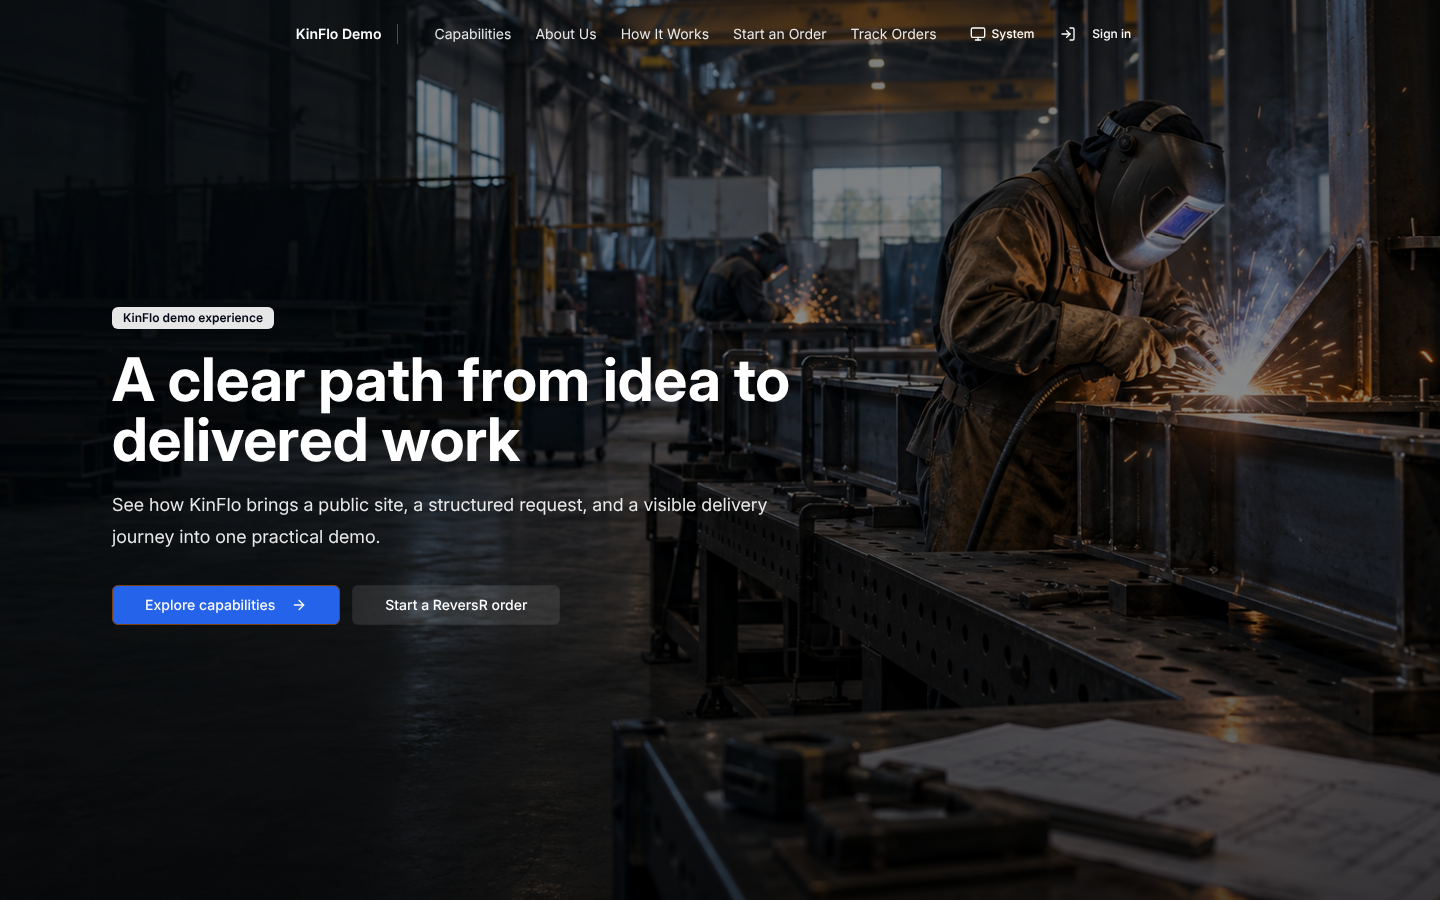 KinFlo Demo
Capabilities
About Us
How It Works
Start an Order
Track Orders
System
Sign in
KinFlo demo experience
A clear path from idea to
delivered work
See how KinFlo brings a public site, a structured request, and a visible delivery
journey into one practical demo.
Explore capabilities
Start a ReversR order